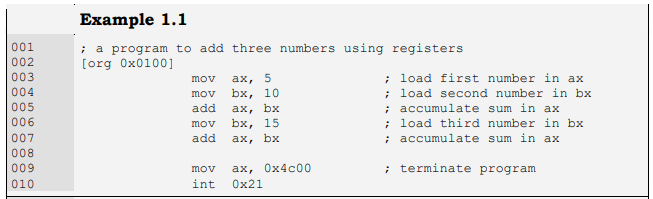 Example 1.1
001 ; a program to add three numbers using registers
002 [org 0x0100]
003 mov ax, 5 ; load first number in ax
004 mov bx, 10 ; load second number in bx
005 add ax, bx ; accumulate sum in ax
006 mov bx, 15 ; load third number in bx
007 add ax, bx ; accumulate sum in ax
008
009 mov ax, 0x4c00 ; terminate program
010 int 0x21